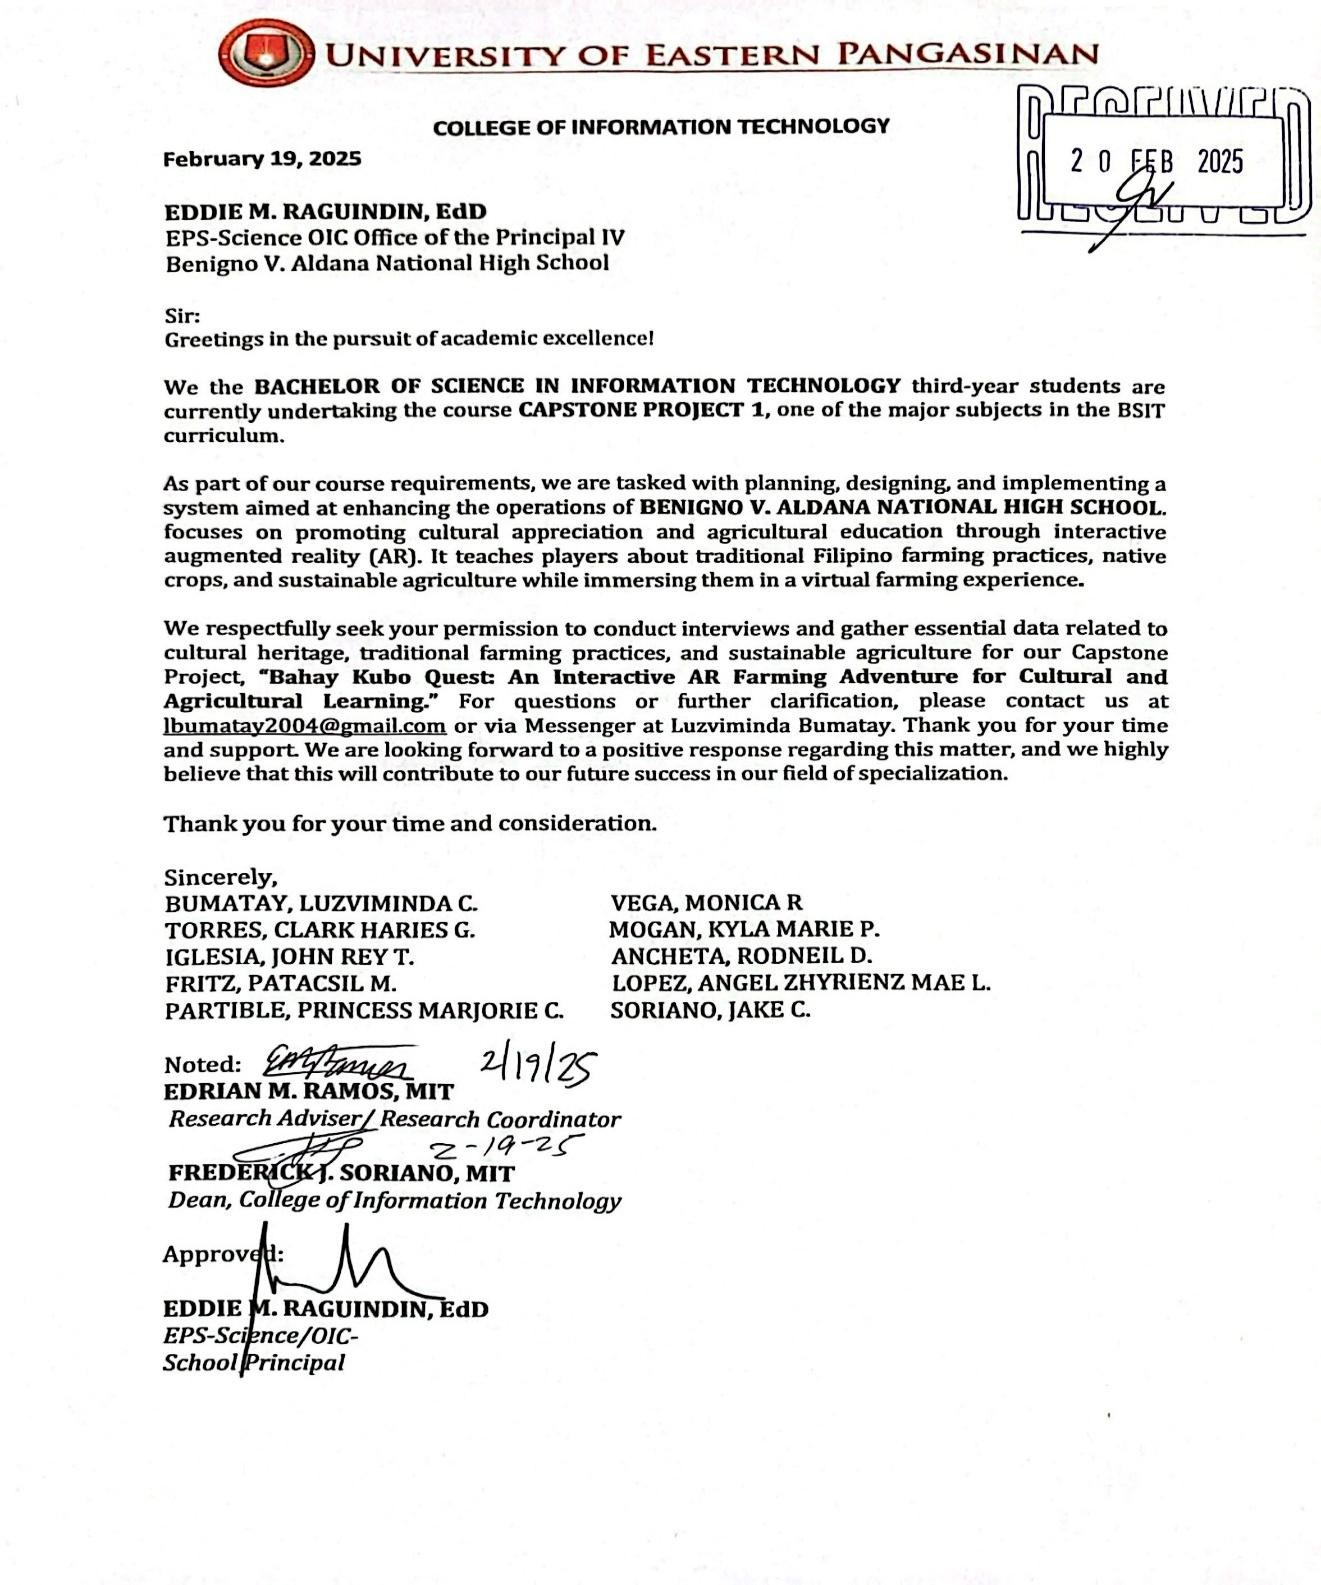 UNIVERSITY OF EASTERN PANGASINAN
RECEIVED
20 FEB 2025
RECEIVED
COLLEGE OF INFORMATION TECHNOLOGY
February 19, 2025
EDDIE M. RAGUINDIN, EdD
EPS-Science OIC Office of the Principal IV
Benigno V. Aldana National High School
Sir:
Greetings in the pursuit of academic excellence!
We the BACHELOR OF SCIENCE IN INFORMATION TECHNOLOGY third-year students are
currently undertaking the course CAPSTONE PROJECT 1, one of the major subjects in the BSIT
curriculum.
As part of our course requirements, we are tasked with planning, designing, and implementing a
system aimed at enhancing the operations of BENIGNO V. ALDANA NATIONAL HIGH SCHOOL.
focuses on promoting cultural appreciation and agricultural education through interactive
augmented reality (AR). It teaches players about traditional Filipino farming practices, native
crops, and sustainable agriculture while immersing them in a virtual farming experience.
We respectfully seek your permission to conduct interviews and gather essential data related to
cultural heritage, traditional farming practices, and sustainable agriculture for our Capstone
Project, “Bahay Kubo Quest: An Interactive AR Farming Adventure for Cultural and
Agricultural Learning.” For questions or further clarification, please contact us at
lbumatay2004@gmail.com or via Messenger at Luzviminda Bumatay. Thank you for your time
and support. We are looking forward to a positive response regarding this matter, and we highly
believe that this will contribute to our future success in our field of specialization.
Thank you for your time and consideration.
Sincerely,
BUMATAY, LUZVIMINDA C. VEGA, MONICA R
TORRES, CLARK HARIES G. MOGAN, KYLA MARIE P.
IGLESIA, JOHN REY T. ANCHETA, RODNEIL D.
FRITZ, PATACSIL M. LOPEZ, ANGEL ZHYRIENZ MAE L.
PARTIBLE, PRINCESS MARJORIE C. SORIANO, JAKE C.
Noted: 2/19/25
EDRIAN M. RAMOS, MIT
Research Adviser/ Research Coordinator
2-19-25
FREDERICK J. SORIANO, MIT
Dean, College of Information Technology
Approved:
EDDIE M. RAGUINDIN, EdD
EPS-Science/OIC-
School Principal